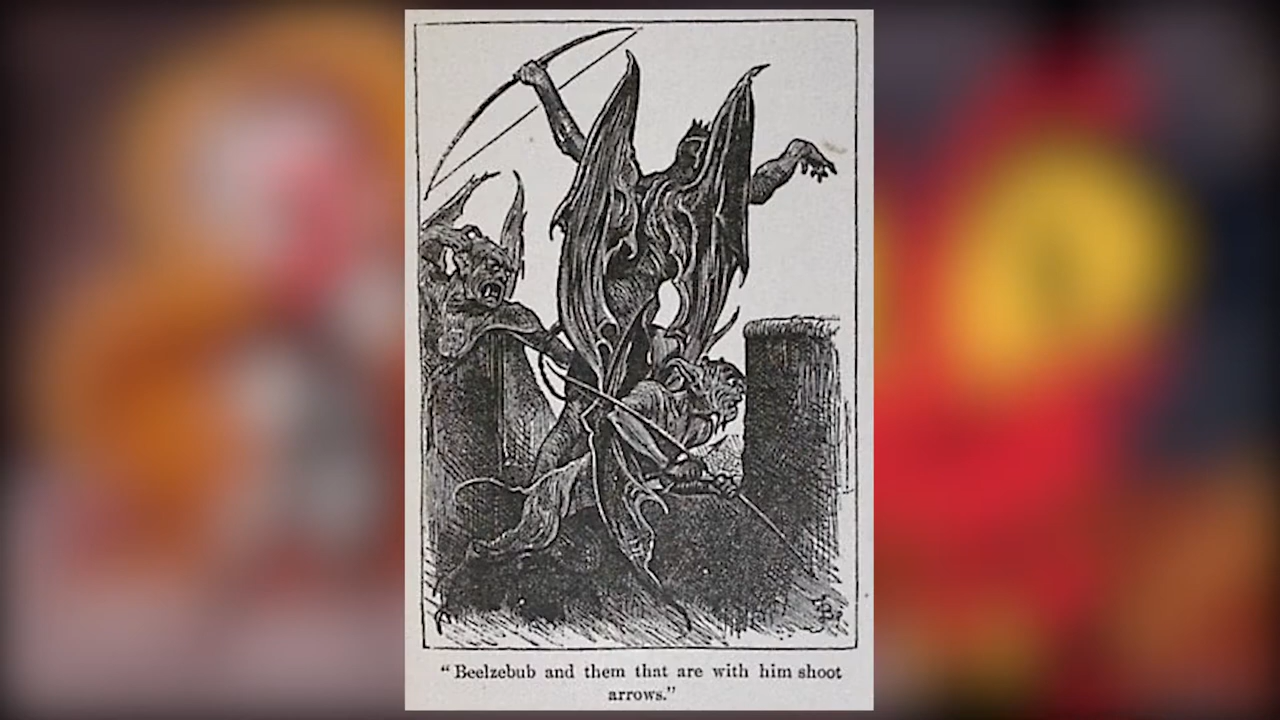 “Beelzebub and them that are with him shoot
arrows.”